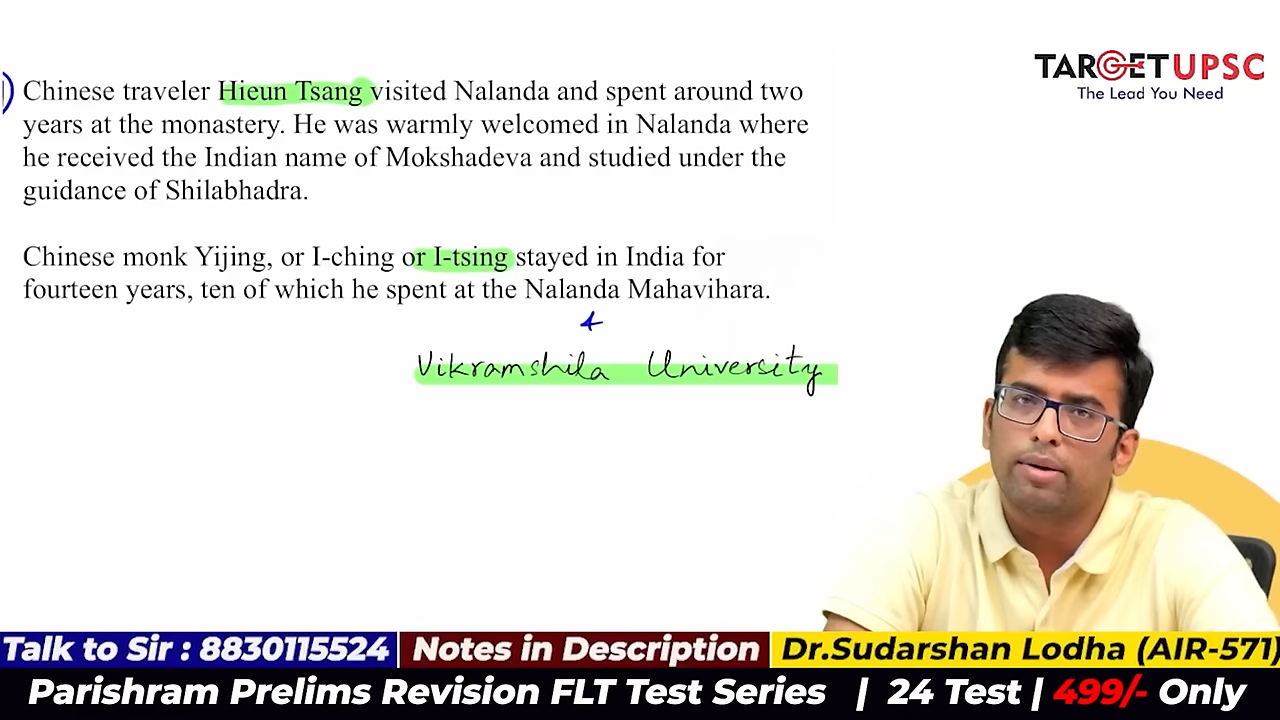 TARGET UPSC
The Lead You Need
Chinese traveler Hieun Tsang visited Nalanda and spent around two
years at the monastery. He was warmly welcomed in Nalanda where
he received the Indian name of Mokshadeva and studied under the
guidance of Shilabhadra.
Chinese monk Yijing, or I-ching or I-tsing stayed in India for
fourteen years, ten of which he spent at the Nalanda Mahavihara.
&
Vikramshila University
Talk to Sir : 8830115524 Notes in Description Dr.Sudarshan Lodha (AIR-571)
Parishram Prelims Revision FLT Test Series | 24 Test | 499/- Only